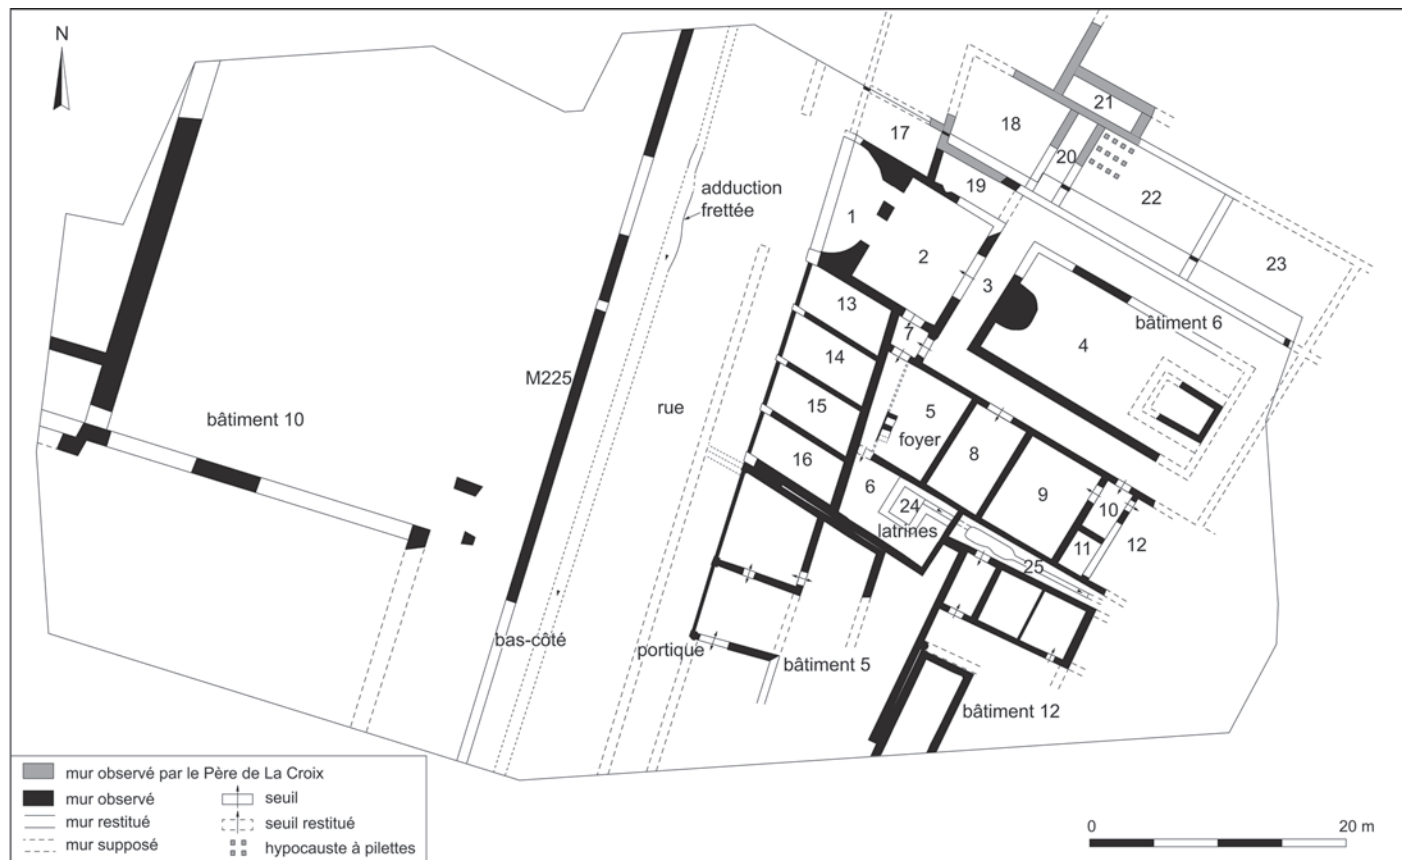 N
21
17
18
20
22
19
adduction
frettée
1
2
23
3
13
bâtiment 6
7
4
14
M225
rue
15
5
bâtiment 10
foyer
8
16
6
9
24
10
latrines
11
12
25
bas-côté
portique
bâtiment 5
bâtiment 12
mur observé par le Père de La Croix
mur observé
seuil
mur restitué
seuil restitué
mur supposé
hypocauste à pilettes
0
20 m